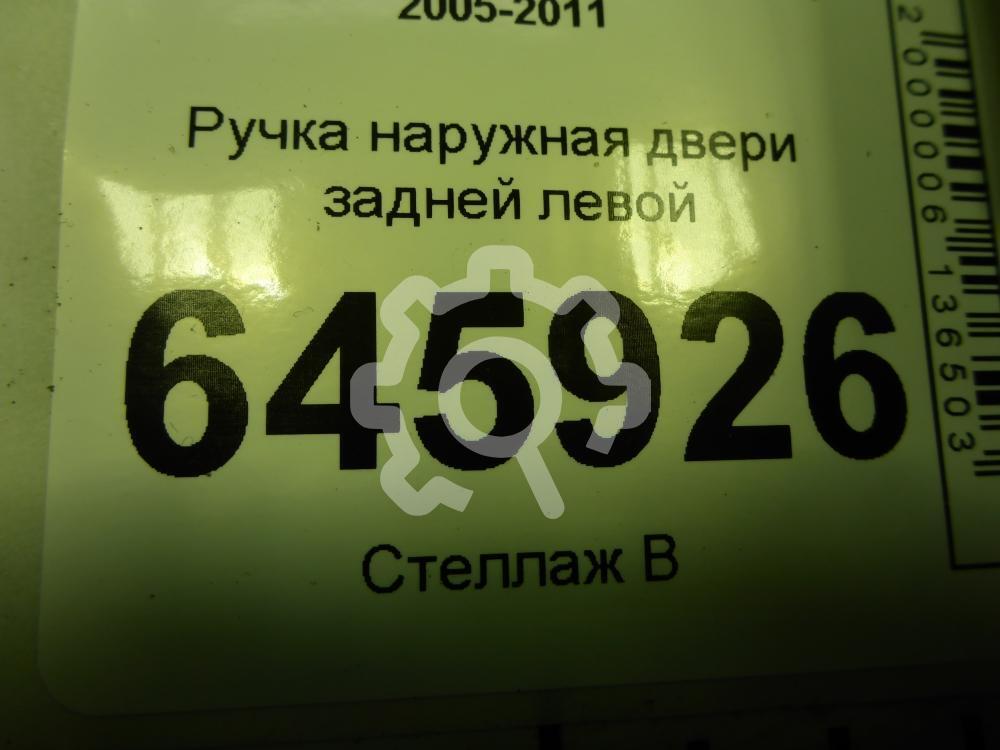 2005-2011
Ручка наружная двери
задней левой
645926
Стеллаж В
2000006136503